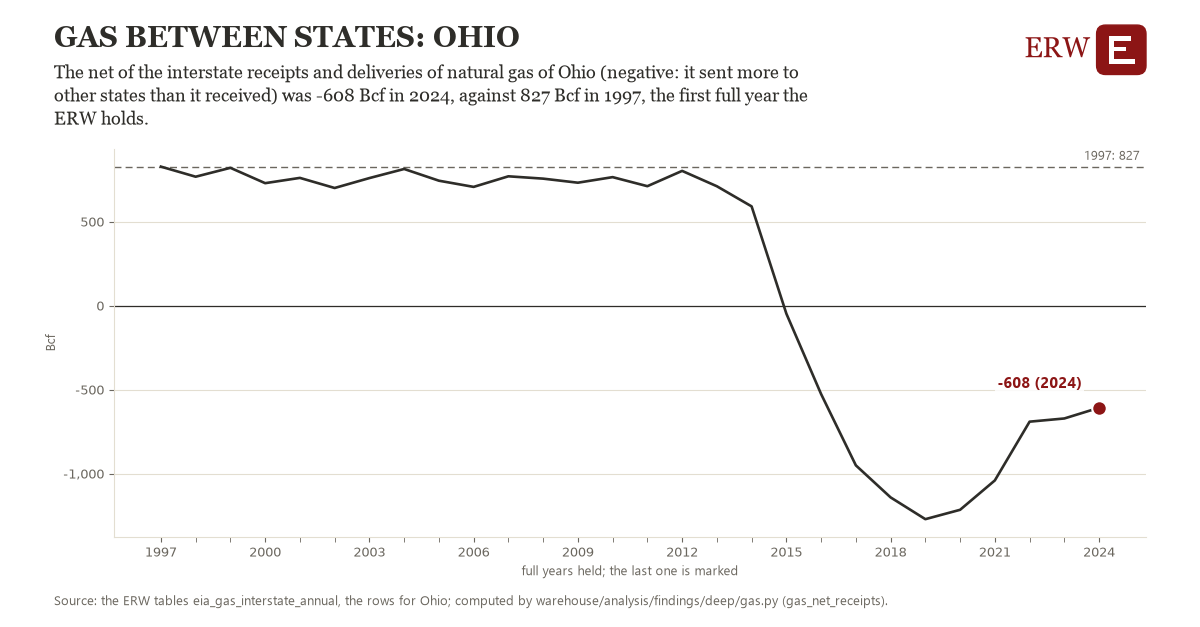 GAS BETWEEN STATES: OHIO
ERW E
The net of the interstate receipts and deliveries of natural gas of Ohio (negative: it sent more to
other states than it received) was -608 Bcf in 2024, against 827 Bcf in 1997, the first full year the
ERW holds.
1997: 827
500
0
-500
-1,000
Bcf
-608 (2024)
1997 2000 2003 2006 2009 2012 2015 2018 2021 2024
full years held; the last one is marked
Source: the ERW tables eia_gas_interstate_annual, the rows for Ohio; computed by warehouse/analysis/findings/deep/gas.py (gas_net_receipts).